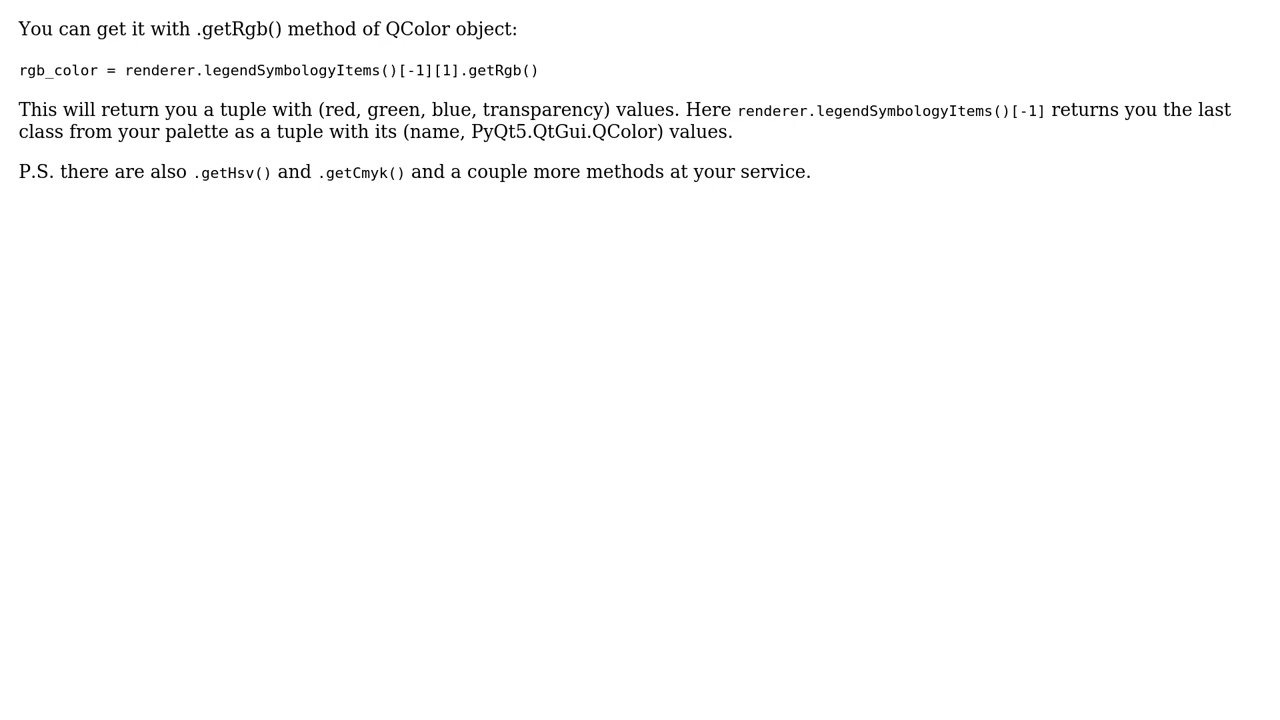 You can get it with .getRgb() method of QColor object:
rgb_color = renderer.legendSymbologyItems()[-1][1].getRgb()
This will return you a tuple with (red, green, blue, transparency) values. Here renderer.legendSymbologyItems()[-1] returns you the last
class from your palette as a tuple with its (name, PyQt5.QtGui.QColor) values.
P.S. there are also .getHsv() and .getCmyk() and a couple more methods at your service.